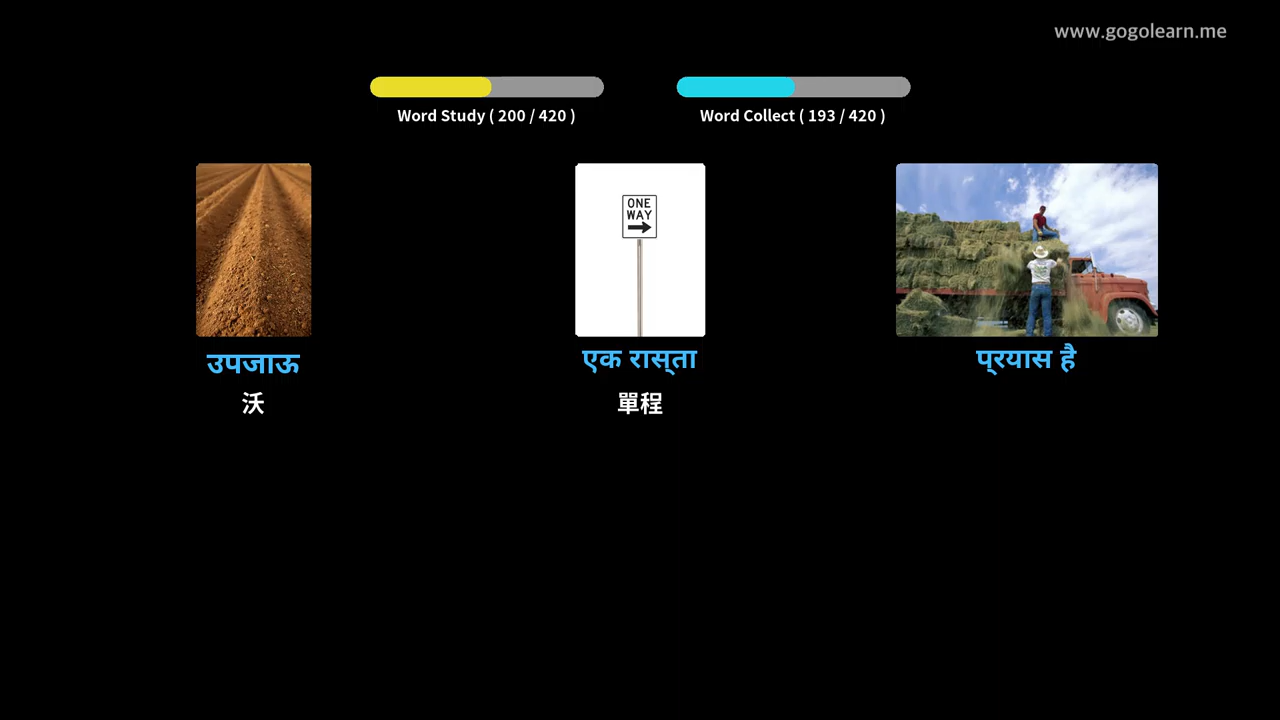 www.gogolearn.me
Word Study ( 200 / 420 )
Word Collect ( 193 / 420 )
ONE
WAY
उपजाऊ
एक रास्ता
प्रयास है
沃
單程